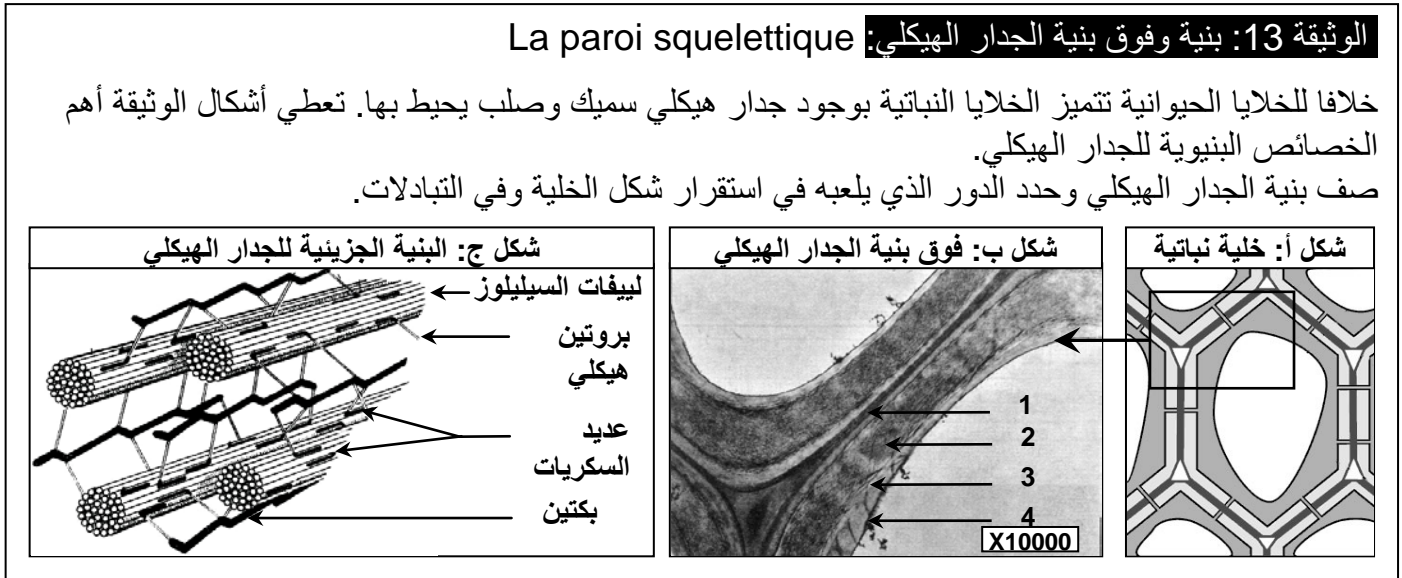 الوثيقة 13: بنية وفوق بنية الجدار الهيكلي: La paroi squelettique
خلافا للخلايا الحيوانية تتميز الخلايا النباتية بوجود جدار هيكلي سميك وصلب يحيط بها. تعطي أشكال الوثيقة أهم
الخصائص البنيوية للجدار الهيكلي.
صف بنية الجدار الهيكلي وحدد الدور الذي يلعبه في استقرار شكل الخلية وفي التبادلات.
شكل أ: خلية نباتية
شكل ب: فوق بنية الجدار الهيكلي
1
2
3
4
X10000
شكل ج: البنية الجزيئية للجدار الهيكلي
لييفات السيليلوز
بروتين
هيكلي
عديد
السكريات
بكتين